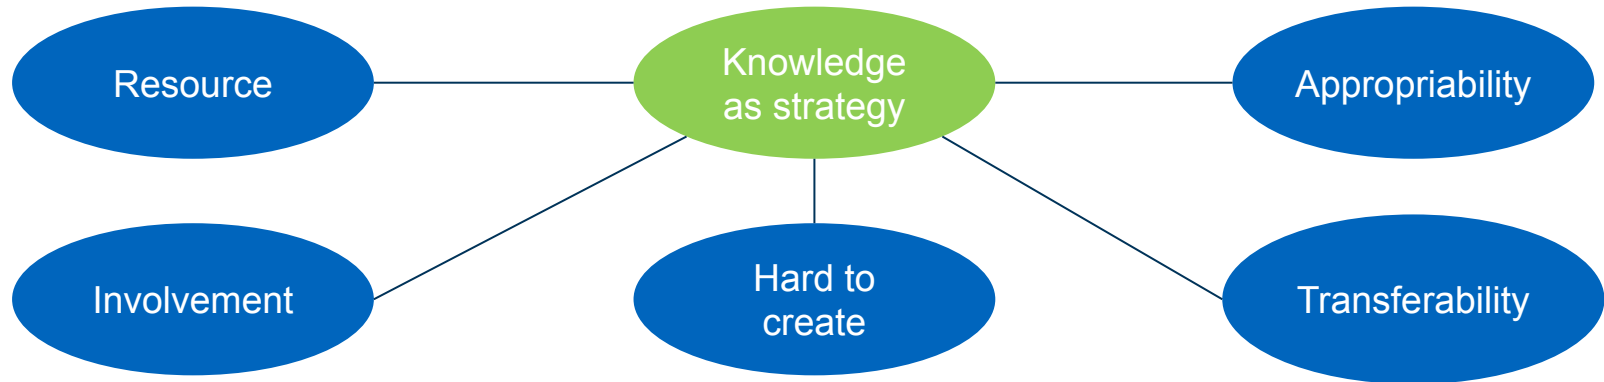 Resource
Knowledge
as strategy
Appropriability
Involvement
Hard to
create
Transferability